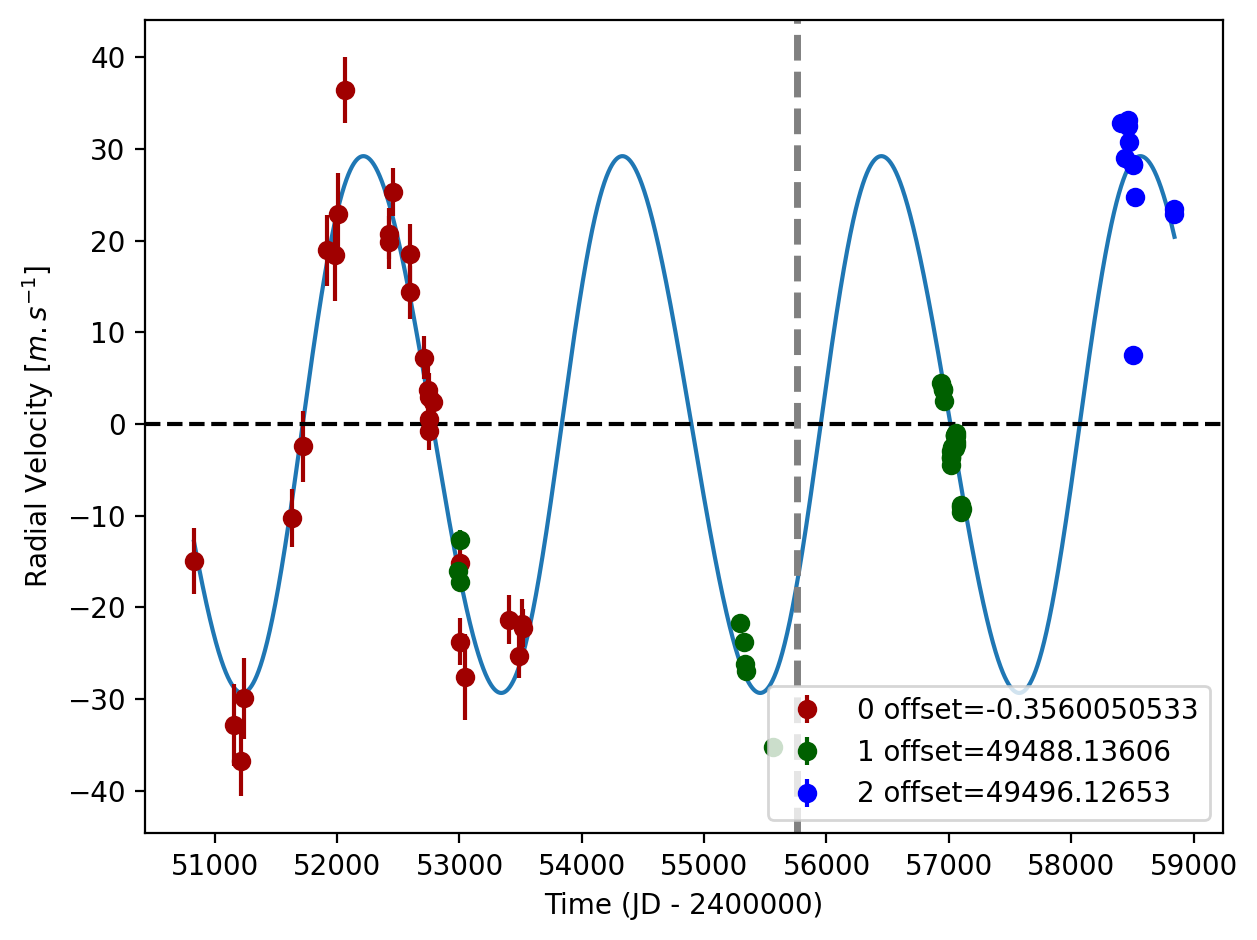 40
30
20
10
0
−10
−20
−30
−40
Radial Velocity [m.s⁻¹]
0 offset=-0.3560050533
1 offset=49488.13606
2 offset=49496.12653
51000 52000 53000 54000 55000 56000 57000 58000 59000
Time (JD - 2400000)